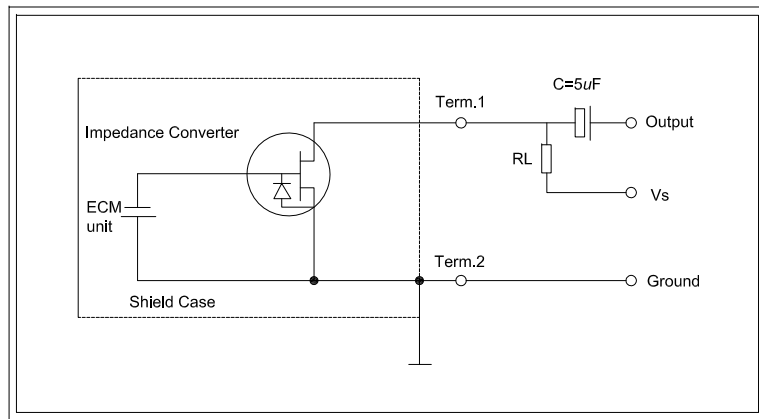 C=5uF
Term.1
Output
Impedance Converter
RL
Vs
ECM
unit
Term.2
Ground
Shield Case